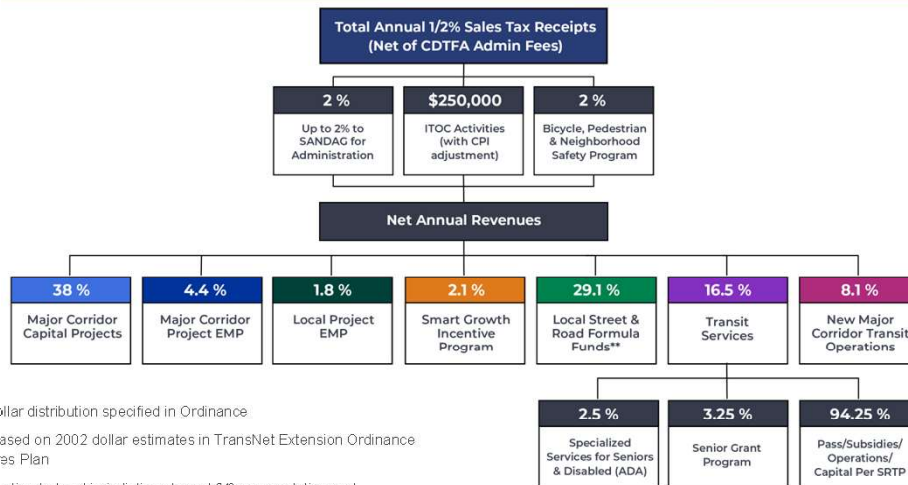 Total Annual 1/2% Sales Tax Receipts
(Net of CDTFA Admin Fees)
2 %
Up to 2% to
SANDAG for
Administration
$250,000
ITOC Activities
(with CPI
adjustment)
2 %
Bicycle, Pedestrian
& Neighborhood
Safety Program
Net Annual Revenues
38 %
Major Corridor
Capital Projects
4.4 %
Major Corridor
Project EMP
1.8 %
Local Project
EMP
2.1 %
Smart Growth
Incentive
Program
29.1 %
Local Street &
Road Formula
Funds**
16.5 %
Transit
Services
8.1 %
New Major
Corridor Transit
Operations
2.5 %
Specialized
Services for Seniors
& Disabled (ADA)
3.25 %
Senior Grant
Program
94.25 %
Pass/Subsidies/
Operations/
Capital Per SRTP
distribution specified in Ordinance
based on 2002 dollar estimates in TransNet Extension Ordinance
Plan